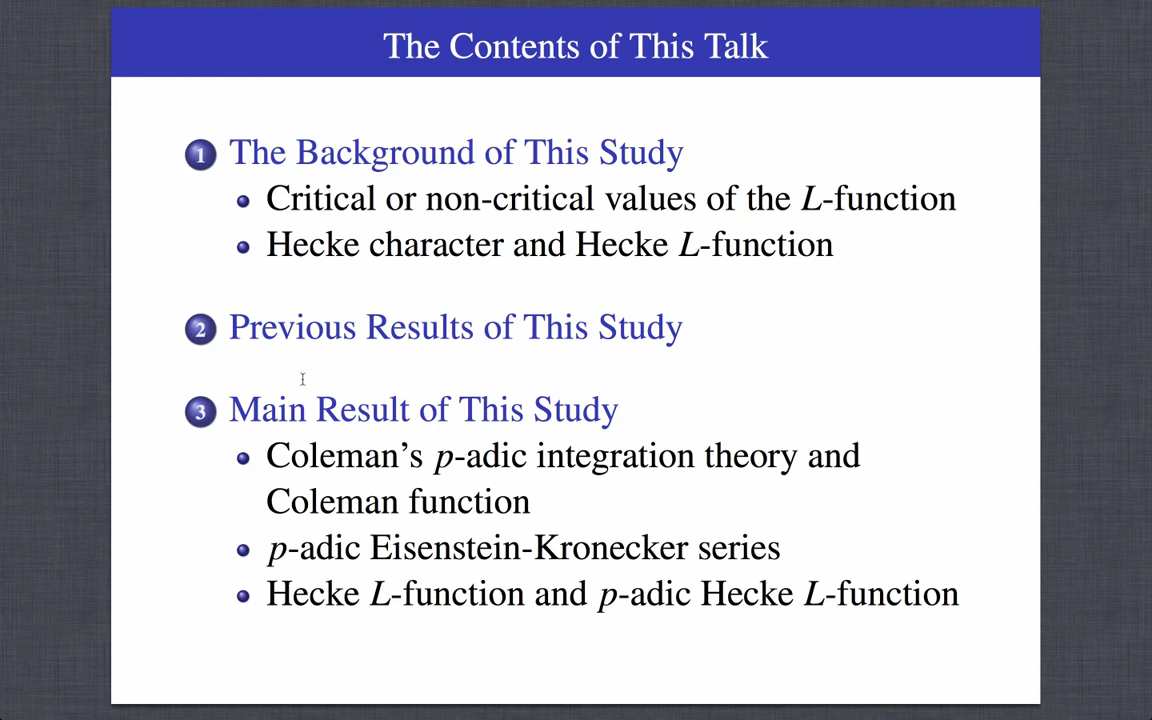 The Contents of This Talk
1 The Background of This Study
• Critical or non-critical values of the L-function
• Hecke character and Hecke L-function
2 Previous Results of This Study
3 Main Result of This Study
• Coleman's p-adic integration theory and
Coleman function
• p-adic Eisenstein-Kronecker series
• Hecke L-function and p-adic Hecke L-function